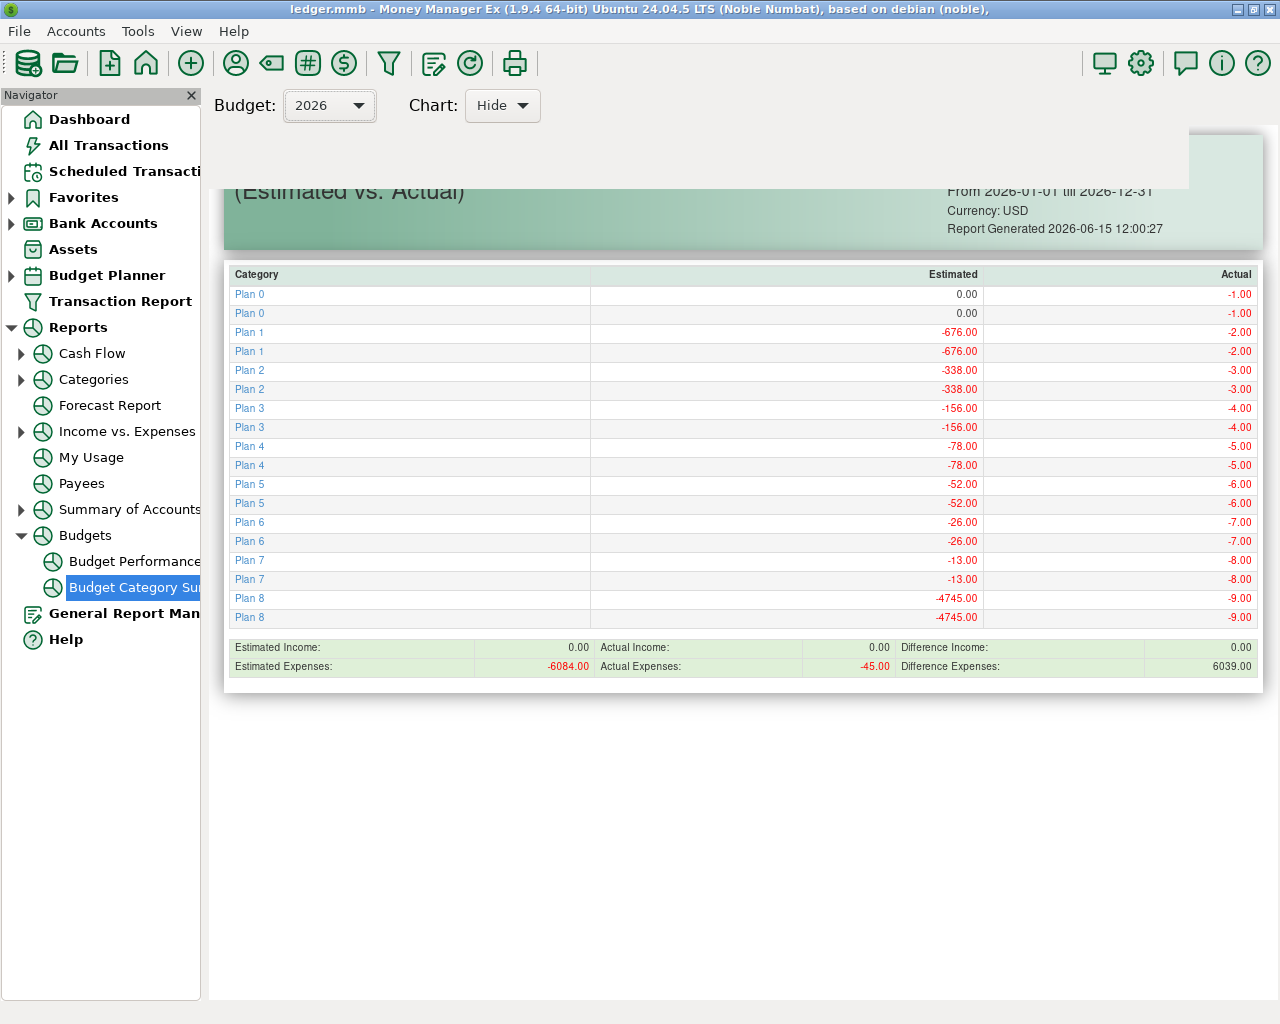 ledger.mmb - Money Manager Ex (1.9.4 64-bit) Ubuntu 24.04.5 LTS (Noble Numbat), based on debian (noble),
File Accounts Tools View Help
Navigator
Dashboard
All Transactions
Scheduled Transacti
Favorites
Bank Accounts
Assets
Budget Planner
Transaction Report
Reports
Cash Flow
Categories
Forecast Report
Income vs. Expenses
My Usage
Payees
Summary of Accounts
Budgets
Budget Performance
Budget Category Su
General Report Man
Help
Budget: 2026 Chart: Hide
(Estimated vs. Actual)
From 2026-01-01 till 2026-12-31
Currency: USD
Report Generated 2026-06-15 12:00:27
Category Estimated Actual
Plan 0 0.00 -1.00
Plan 0 0.00 -1.00
Plan 1 -676.00 -2.00
Plan 1 -676.00 -2.00
Plan 2 -338.00 -3.00
Plan 2 -338.00 -3.00
Plan 3 -156.00 -4.00
Plan 3 -156.00 -4.00
Plan 4 -78.00 -5.00
Plan 4 -78.00 -5.00
Plan 5 -52.00 -6.00
Plan 5 -52.00 -6.00
Plan 6 -26.00 -7.00
Plan 6 -26.00 -7.00
Plan 7 -13.00 -8.00
Plan 7 -13.00 -8.00
Plan 8 -4745.00 -9.00
Plan 8 -4745.00 -9.00
Estimated Income: 0.00 Actual Income: 0.00 Difference Income: 0.00
Estimated Expenses: -6084.00 Actual Expenses: -45.00 Difference Expenses: 6039.00